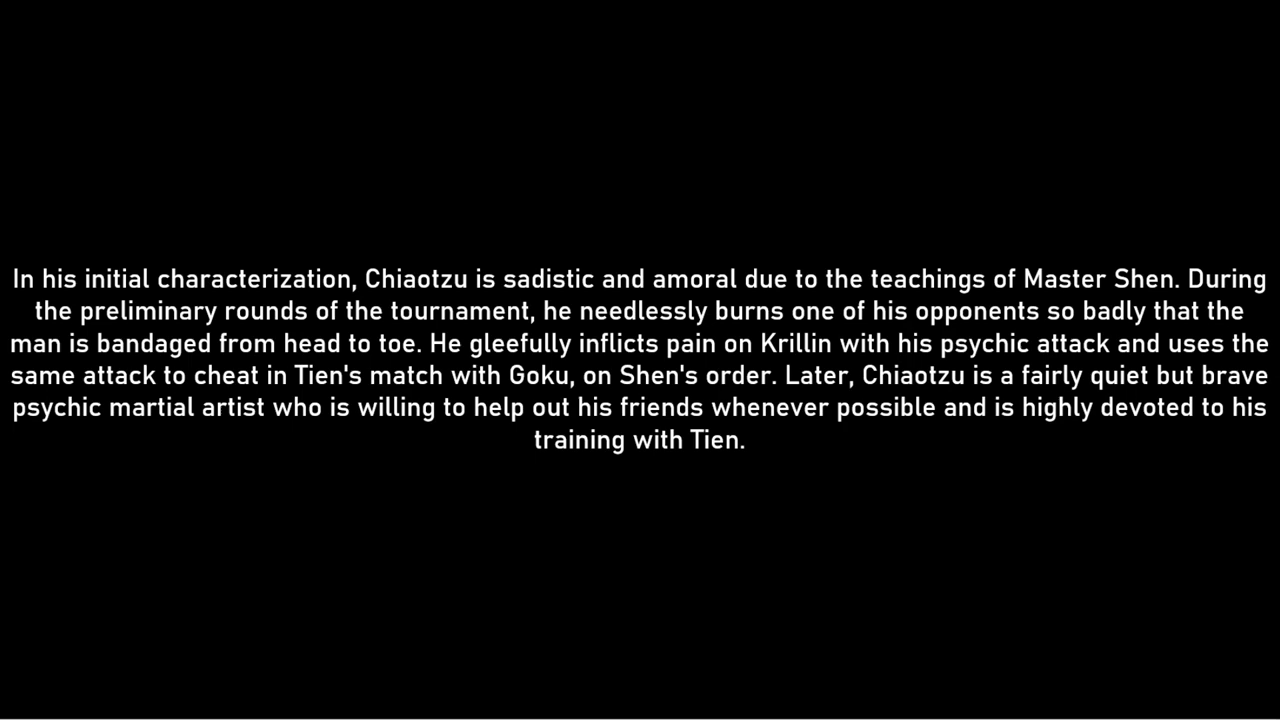 In his initial characterization, Chiaotzu is sadistic and amoral due to the teachings of Master Shen. During
the preliminary rounds of the tournament, he needlessly burns one of his opponents so badly that the
man is bandaged from head to toe. He gleefully inflicts pain on Krillin with his psychic attack and uses the
same attack to cheat in Tien's match with Goku, on Shen's order. Later, Chiaotzu is a fairly quiet but brave
psychic martial artist who is willing to help out his friends whenever possible and is highly devoted to his
training with Tien.